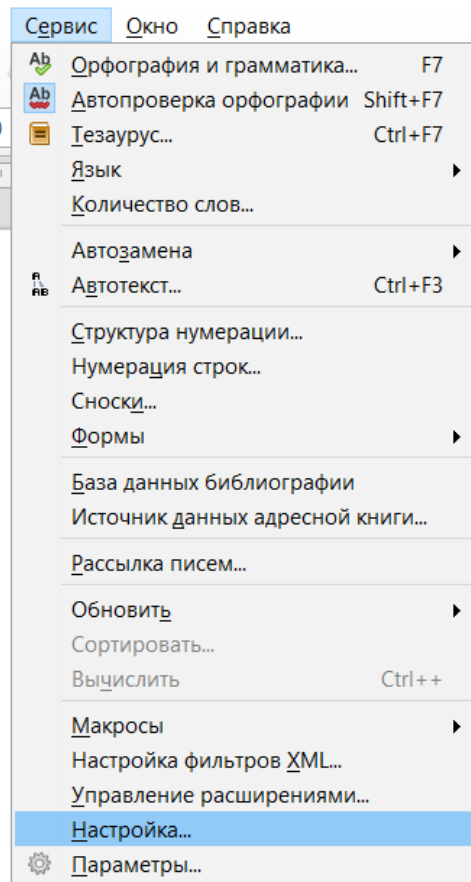 Сервис Окно Справка
Орфография и грамматика... F7
Автопроверка орфографии Shift+F7
Тезаурус... Ctrl+F7
Язык
Количество слов...
Автозамена
Автотекст... Ctrl+F3
Структура нумерации...
Нумерация строк...
Сноски...
Формы
База данных библиографии
Источник данных адресной книги...
Рассылка писем...
Обновить
Сортировать...
Вычислить Ctrl++
Макросы
Настройка фильтров XML...
Управление расширениями...
Настройка...
Параметры...